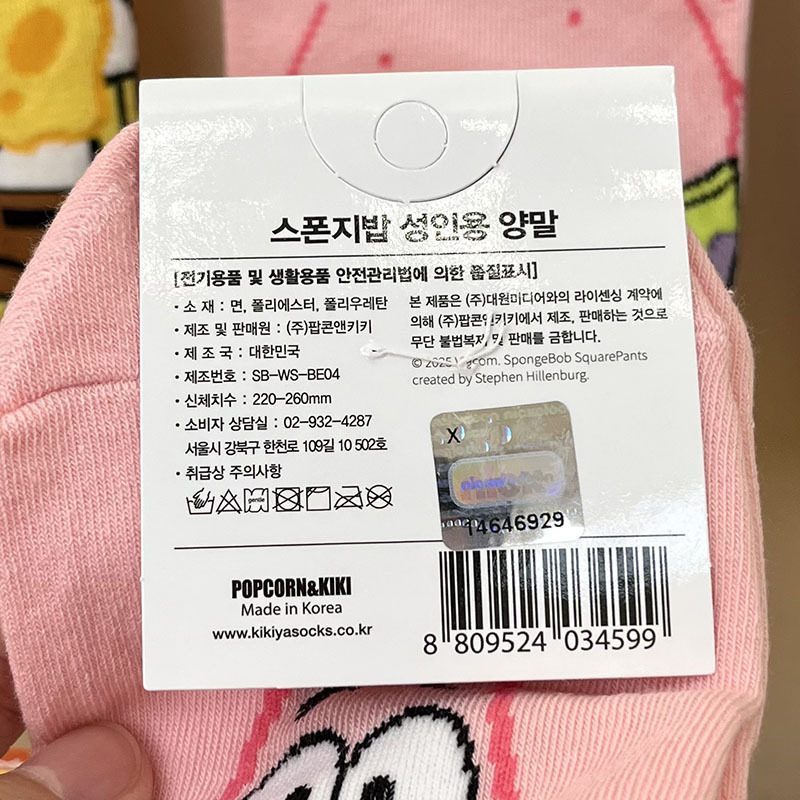 스폰지밥 성인용 양말
[전기용품 및 생활용품 안전관리법에 의한 품질표시]
· 소 재 : 면, 폴리에스터, 폴리우레탄
· 제조 및 판매원 : (주)팝콘앤키키
· 제 조 국 : 대한민국
· 제조번호 : SB-WS-BE04
· 신체치수 : 220-260mm
· 소비자 상담실 : 02-932-4287
서울시 강북구 한천로 109길 10 502호
· 취급상 주의사항
gentle
본 제품은 (주)대원미디어와의 라이센싱 계약에
의해 (주)팝콘앤키키에서 제조, 판매하는 것으로
무단 불법복제 및 판매를 금합니다.
© 2025 SpongeBob SquarePants
created by Stephen Hillenburg.
X
14646929
POPCORN&KIKI
Made in Korea
www.kikiyasocks.co.kr
8 809524 034599